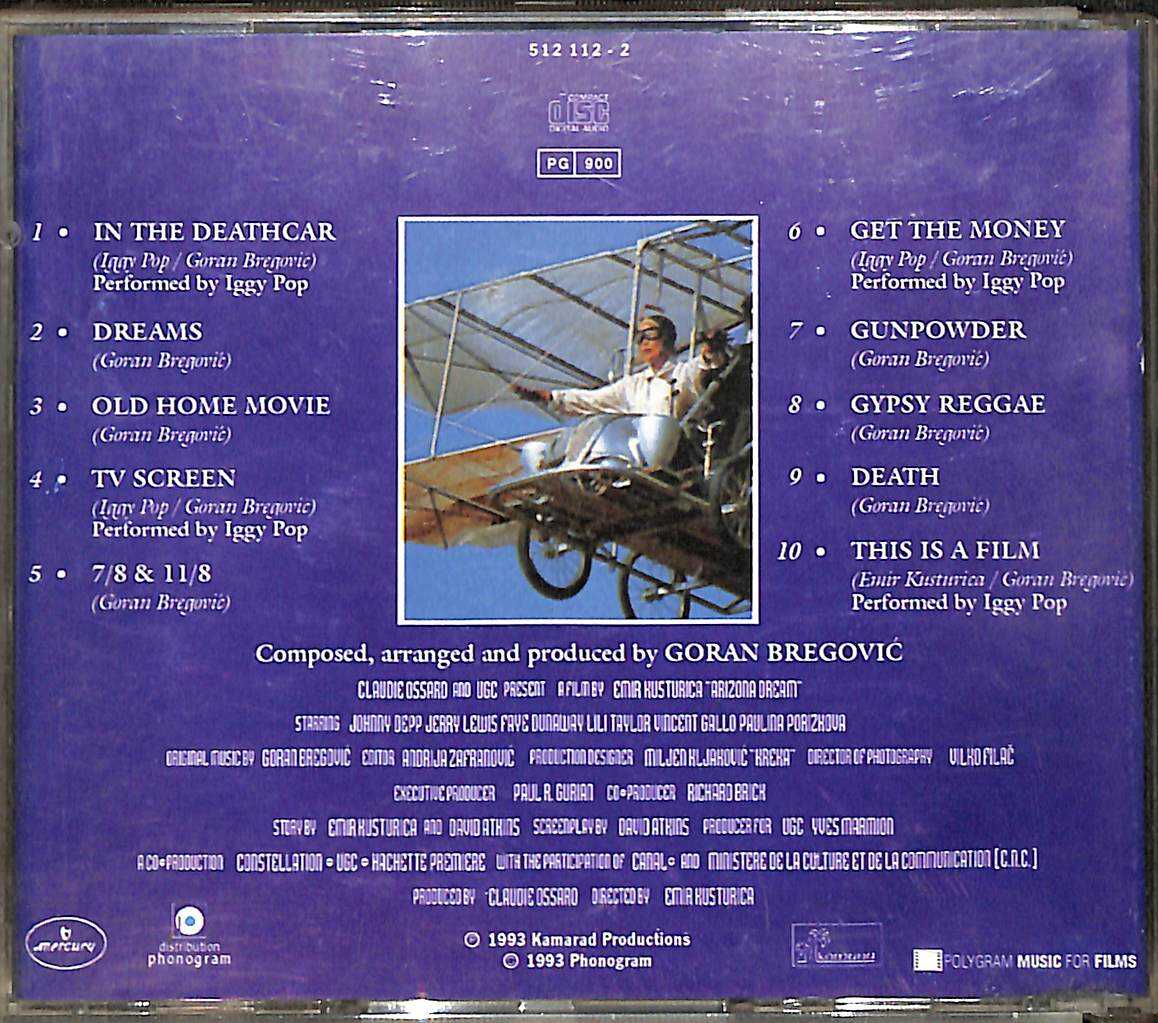 512 112 - 2
COMPACT
disc
DIGITAL AUDIO
PG 900
1 • IN THE DEATHCAR
(Iggy Pop / Goran Bregović)
Performed by Iggy Pop
2 • DREAMS
(Goran Bregović)
3 • OLD HOME MOVIE
(Goran Bregović)
4 • TV SCREEN
(Iggy Pop / Goran Bregović)
Performed by Iggy Pop
5 • 7/8 & 11/8
(Goran Bregović)
6 • GET THE MONEY
(Iggy Pop / Goran Bregović)
Performed by Iggy Pop
7 • GUNPOWDER
(Goran Bregović)
8 • GYPSY REGGAE
(Goran Bregović)
9 • DEATH
(Goran Bregović)
10 • THIS IS A FILM
(Emir Kusturica / Goran Bregović)
Performed by Iggy Pop
Composed, arranged and produced by GORAN BREGOVIĆ
CLAUDIE OSSARD AND UGC PRESENT A FILM BY EMIR KUSTURICA "ARIZONA DREAM"
STARRING JOHNNY DEPP JERRY LEWIS FAYE DUNAWAY LILI TAYLOR VINCENT GALLO PAULINA PORIZKOVA
ORIGINAL MUSIC BY GORAN BREGOVIĆ EDITOR ANDRIJA ZAFRANOVIĆ PRODUCTION DESIGNER MILJEN KLJAKOVIĆ "KREKA" DIRECTOR OF PHOTOGRAPHY VILKO FILAČ
EXECUTIVE PRODUCER PAUL R. GURIAN CO•PRODUCER RICHARD BRICK
STORY BY EMIR KUSTURICA AND DAVID ATKINS SCREENPLAY BY DAVID ATKINS PRODUCER FOR UGC YVES MARMION
A CO•PRODUCTION CONSTELLATION • UGC • HACHETTE PREMIERE WITH THE PARTICIPATION OF CANAL+ AND MINISTERE DE LA CULTURE ET DE LA COMMUNICATION (C.N.C.)
PRODUCED BY CLAUDIE OSSARD DIRECTED BY EMIR KUSTURICA
mercury
distribution
phonogram
℗ 1993 Kamarad Productions
© 1993 Phonogram
Kamarad
POLYGRAM MUSIC FOR FILMS